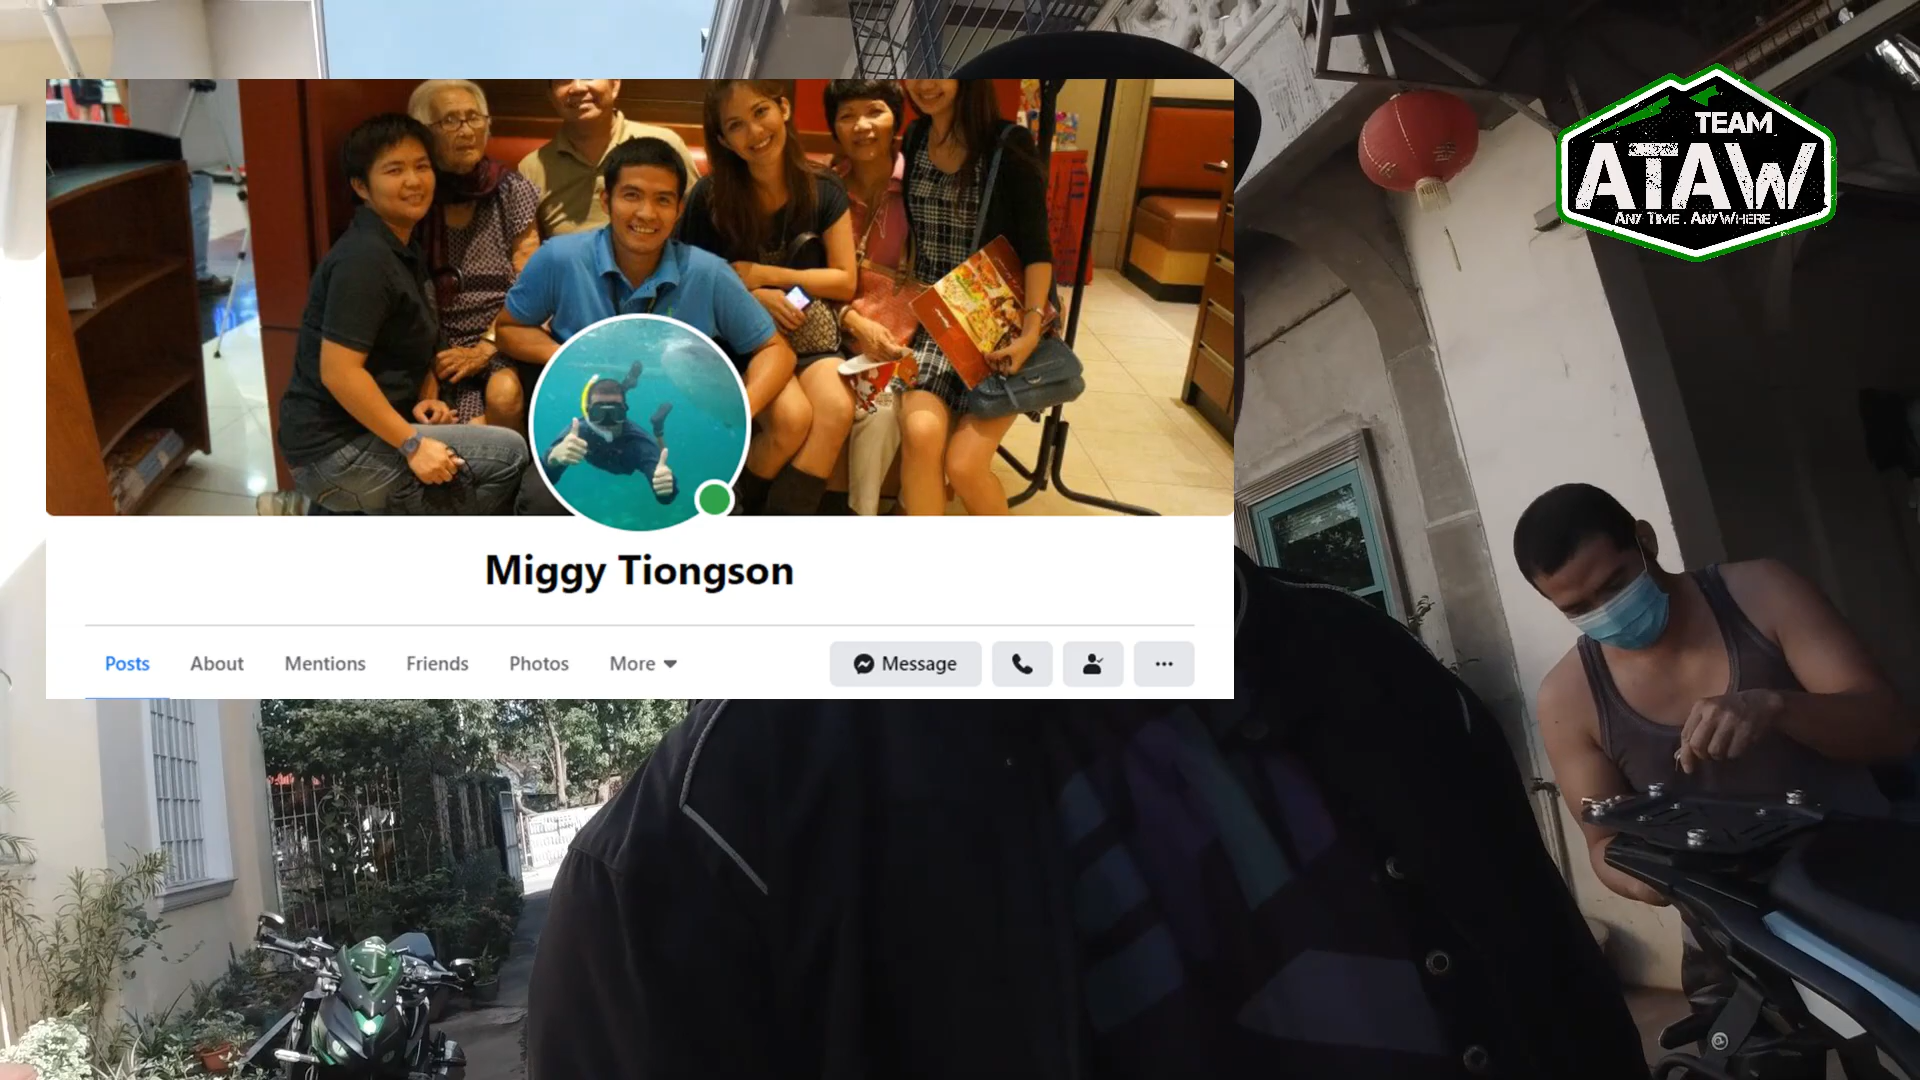 TEAM
ATAW
ANY TIME . ANYWHERE .
Miggy Tiongson
Posts
About
Mentions
Friends
Photos
More
Message